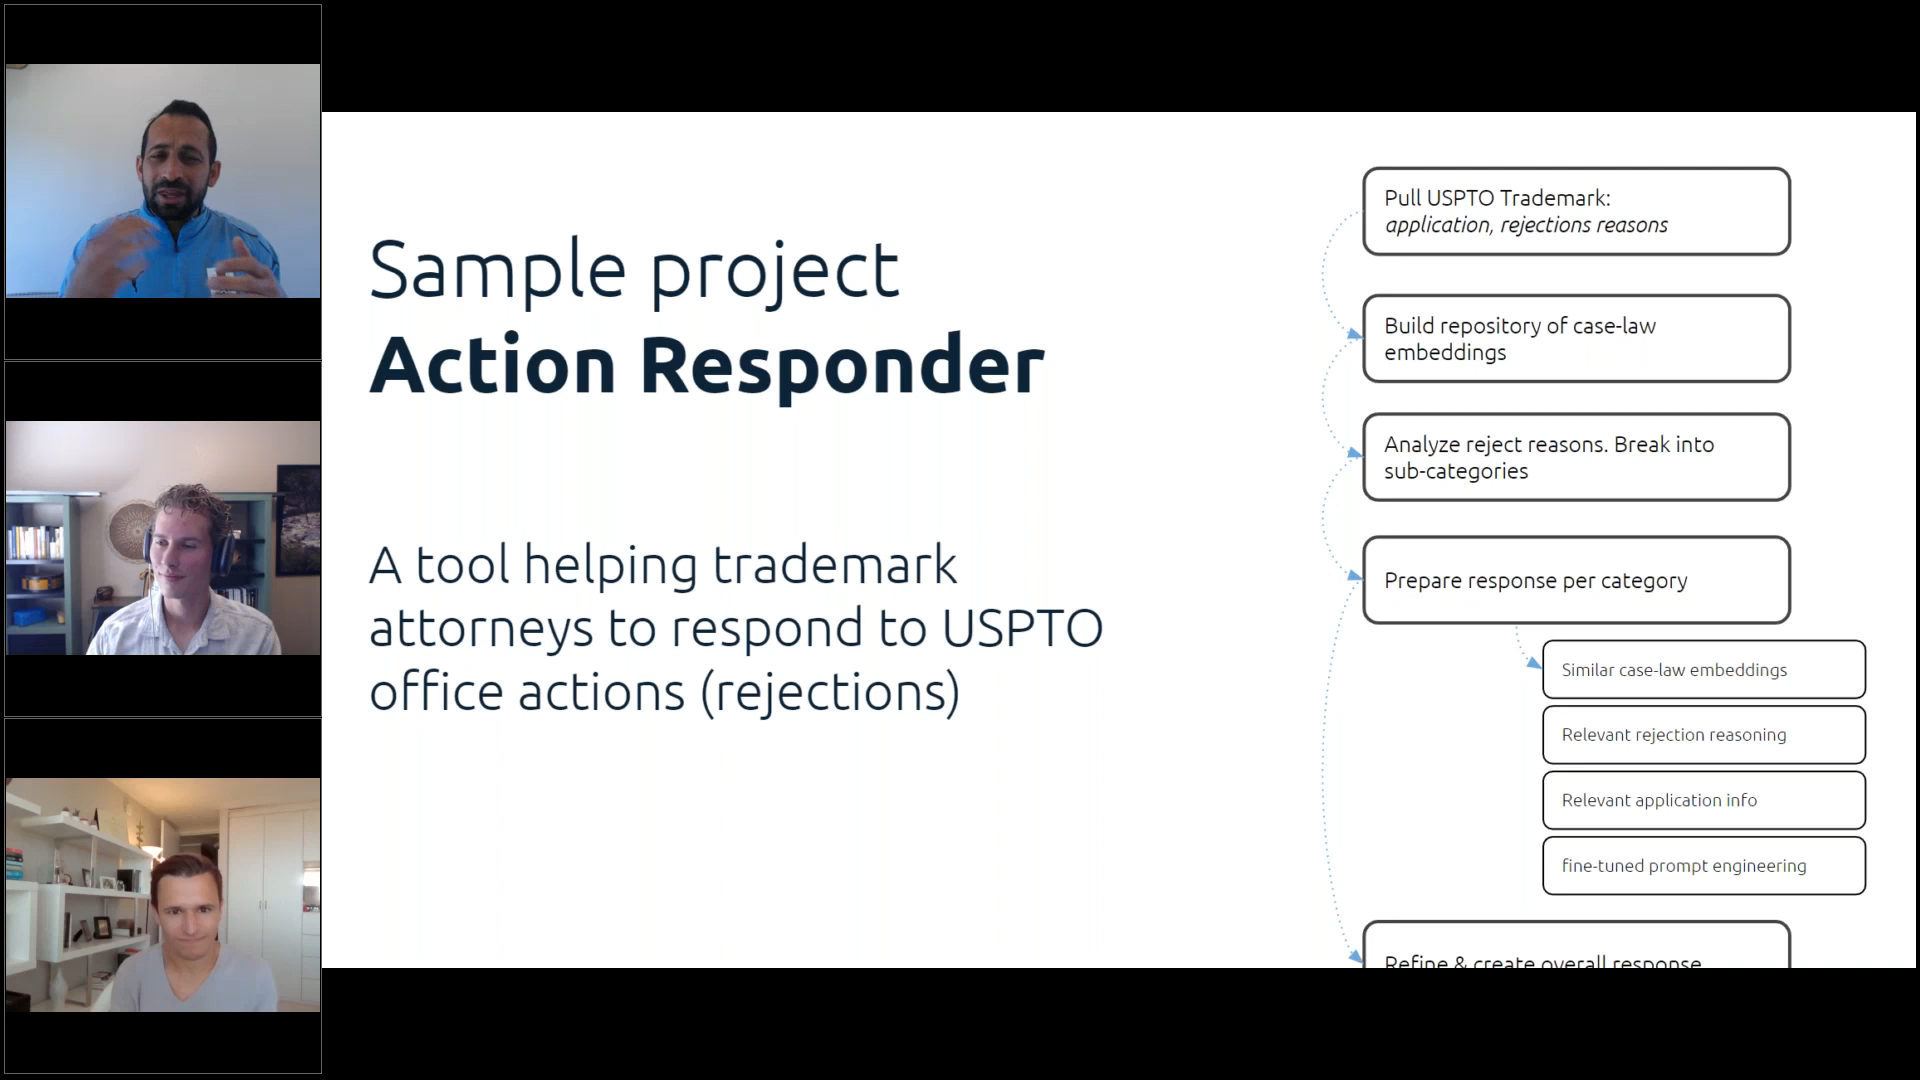 Sample project
Action Responder
A tool helping trademark
attorneys to respond to USPTO
office actions (rejections)
Pull USPTO Trademark:
application, rejections reasons
Build repository of case-law
embeddings
Analyze reject reasons. Break into
sub-categories
Prepare response per category
Similar case-law embeddings
Relevant rejection reasoning
Relevant application info
fine-tuned prompt engineering
Refine & create overall response